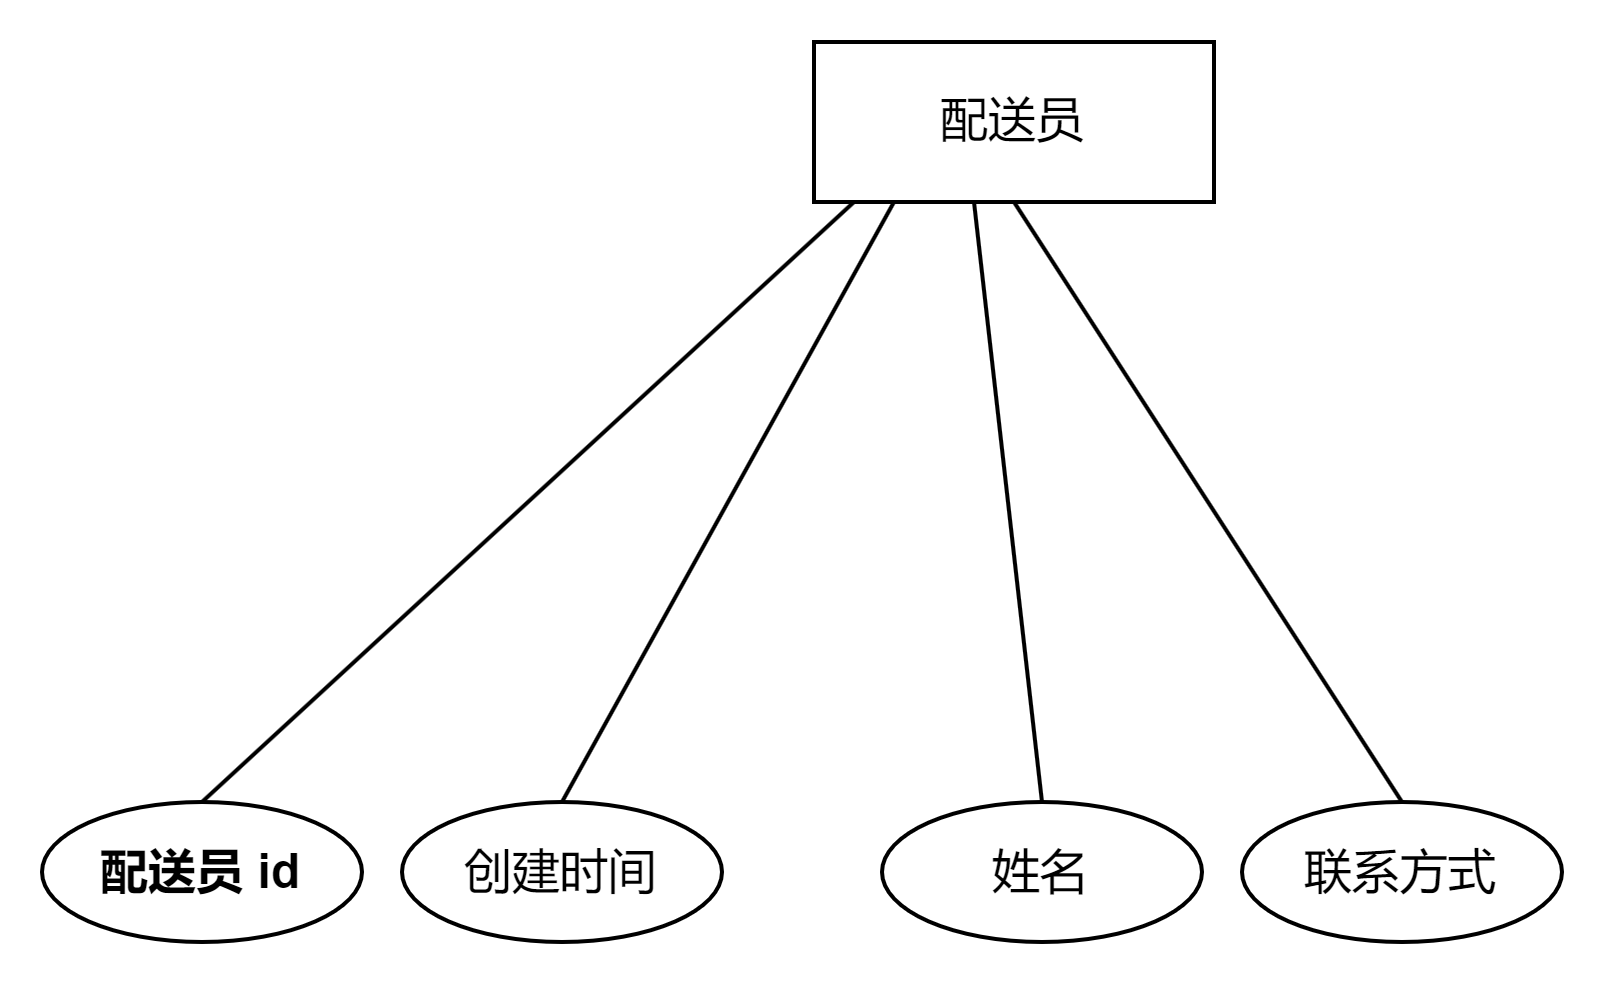 配送员
配送员 id
创建时间
姓名
联系方式